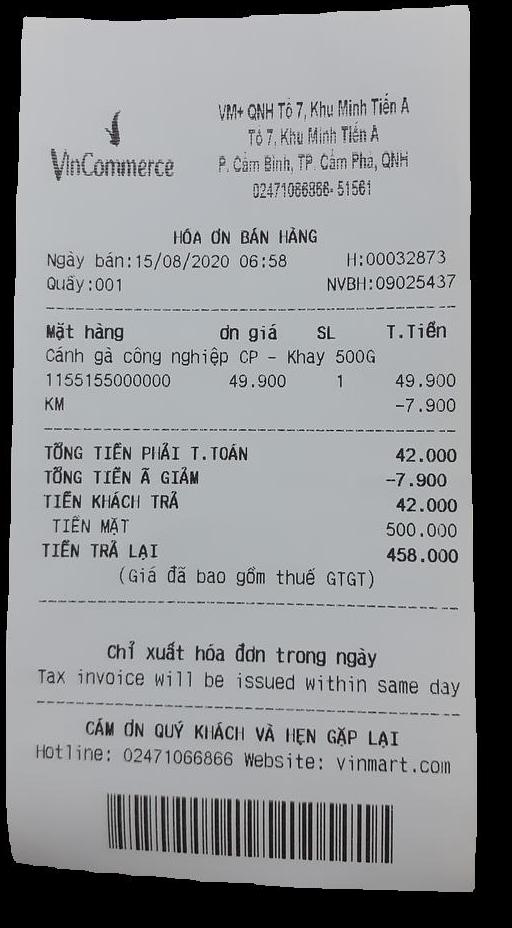 VinCommerce
VM+ QNH Tổ 7, Khu Minh Tiến A
Tổ 7, Khu Minh Tiến A
P. Cẩm Bình, TP. Cẩm Phả, QNH
02471066866- 51561
HÓA ƠN BÁN HÀNG
Ngày bán:15/08/2020 06:58 H:00032873
Quầy:001 NVBH:09025437
Mặt hàng ơn giá SL T.Tiền
Cánh gà công nghiệp CP - Khay 500G
1155155000000 49.900 1 49.900
KM -7.900
TỔNG TIỀN PHẢI T.TOÁN 42.000
TỔNG TIỀN Ã GIẢM -7.900
TIỀN KHÁCH TRẢ 42.000
TIỀN MẶT 500.000
TIỀN TRẢ LẠI 458.000
(Giá đã bao gồm thuế GTGT)
Chỉ xuất hóa đơn trong ngày
Tax invoice will be issued within same day
CẢM ƠN QUÝ KHÁCH VÀ HẸN GẶP LẠI
Hotline: 02471066866 Website: vinmart.com